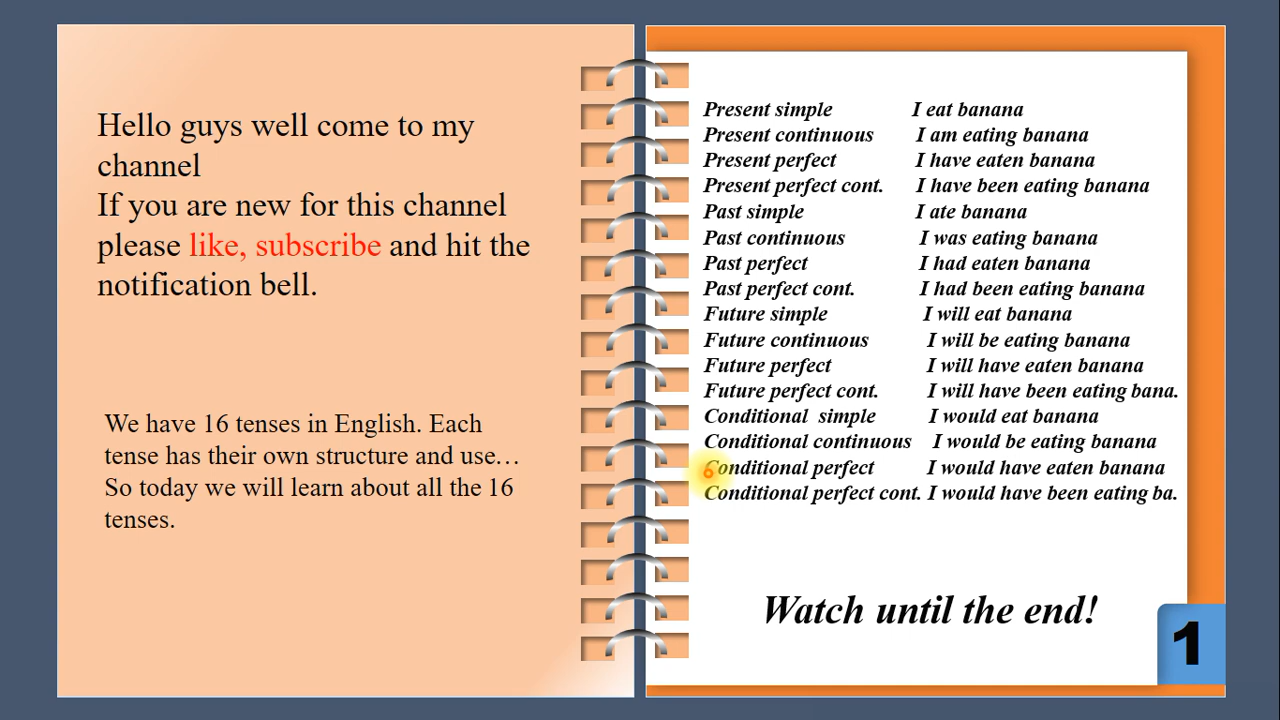 Hello guys well come to my
channel
If you are new for this channel
please like, subscribe and hit the
notification bell.
We have 16 tenses in English. Each
tense has their own structure and use…
So today we will learn about all the 16
tenses.
Present simple I eat banana
Present continuous I am eating banana
Present perfect I have eaten banana
Present perfect cont. I have been eating banana
Past simple I ate banana
Past continuous I was eating banana
Past perfect I had eaten banana
Past perfect cont. I had been eating banana
Future simple I will eat banana
Future continuous I will be eating banana
Future perfect I will have eaten banana
Future perfect cont. I will have been eating bana.
Conditional simple I would eat banana
Conditional continuous I would be eating banana
Conditional perfect I would have eaten banana
Conditional perfect cont. I would have been eating ba.
Watch until the end!
1